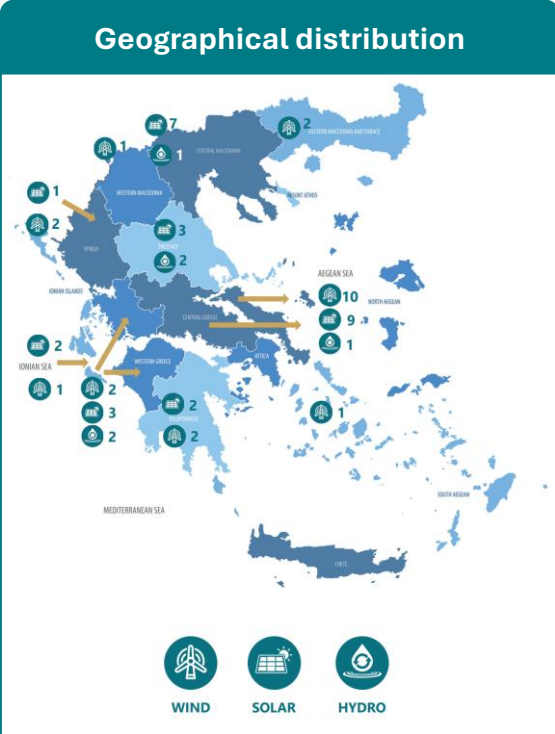 Geographical distribution
7
1
1
2
EASTERN MACEDONIA AND THRACE
CENTRAL MACEDONIA
WESTERN MACEDONIA
MOUNT ATHOS
1
2
3
THESSALY
2
EPIRUS
IONIAN ISLANDS
AEGEAN SEA
10
NORTH AEGEAN
9
1
CENTRAL GREECE
2
IONIAN SEA
1
WESTERN GREECE
ATTICA
2
3
2
2
2
1
MEDITERRANEAN SEA
SOUTH AEGEAN
CRETE
WIND
SOLAR
HYDRO